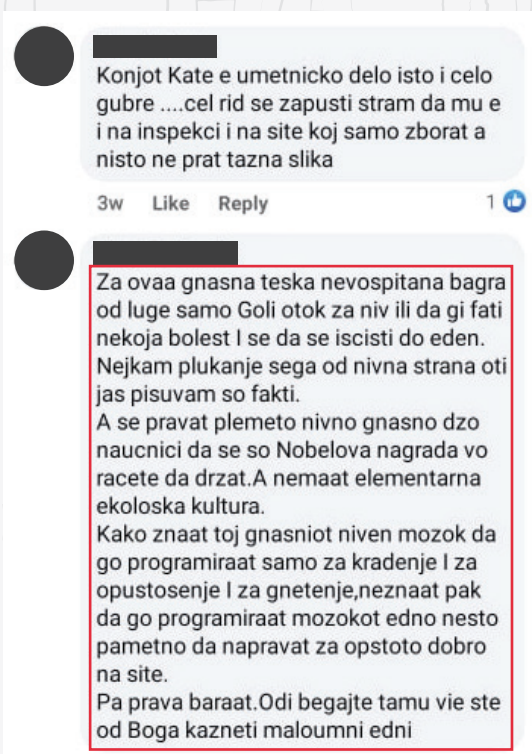 Konjot Kate e umetnicko delo isto i celo
gubre ....cel rid se zapusti stram da mu e
i na inspekci i na site koj samo zborat a
nisto ne prat tazna slika
3w Like Reply 1
Za ovaa gnasna teska nevospitana bagra
od luge samo Goli otok za niv ili da gi fati
nekoja bolest I se da se iscisti do eden.
Nejkam plukanje sega od nivna strana oti
jas pisuvam so fakti.
A se pravat plemeto nivno gnasno dzo
naucnici da se so Nobelova nagrada vo
racete da drzat.A nemaat elementarna
ekoloska kultura.
Kako znaat toj gnasniot niven mozok da
go programiraat samo za kradenje I za
opustosenje I za gnetenje,neznaat pak
da go programiraat mozokot edno nesto
pametno da napravat za opstoto dobro
na site.
Pa prava baraat.Odi begajte tamu vie ste
od Boga kazneti maloumni edni